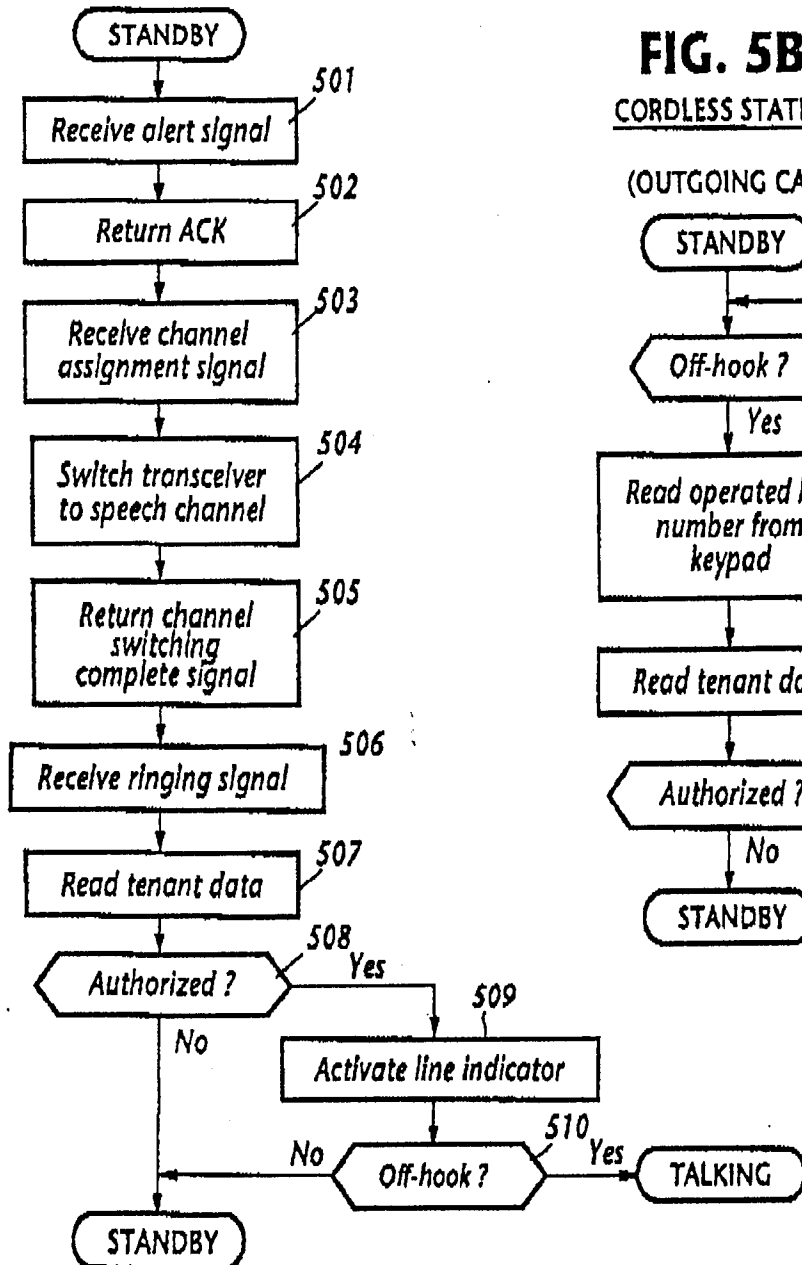 STANDBY
501
Receive alert signal
502
Return ACK
503
Receive channel
assignment signal
504
Switch transceiver
to speech channel
505
Return channel
switching
complete signal
506
Receive ringing signal
507
Read tenant data
508
Authorized ?
Yes
No
509
Activate line indicator
510
Off-hook ?
No
Yes
TALKING
STANDBY
FIG. 5B
CORDLESS
(OUTGOING
STANDBY
Off-hook ?
Yes
Read operated
number from
keypad
Read tenant
Authorized ?
No
STANDBY